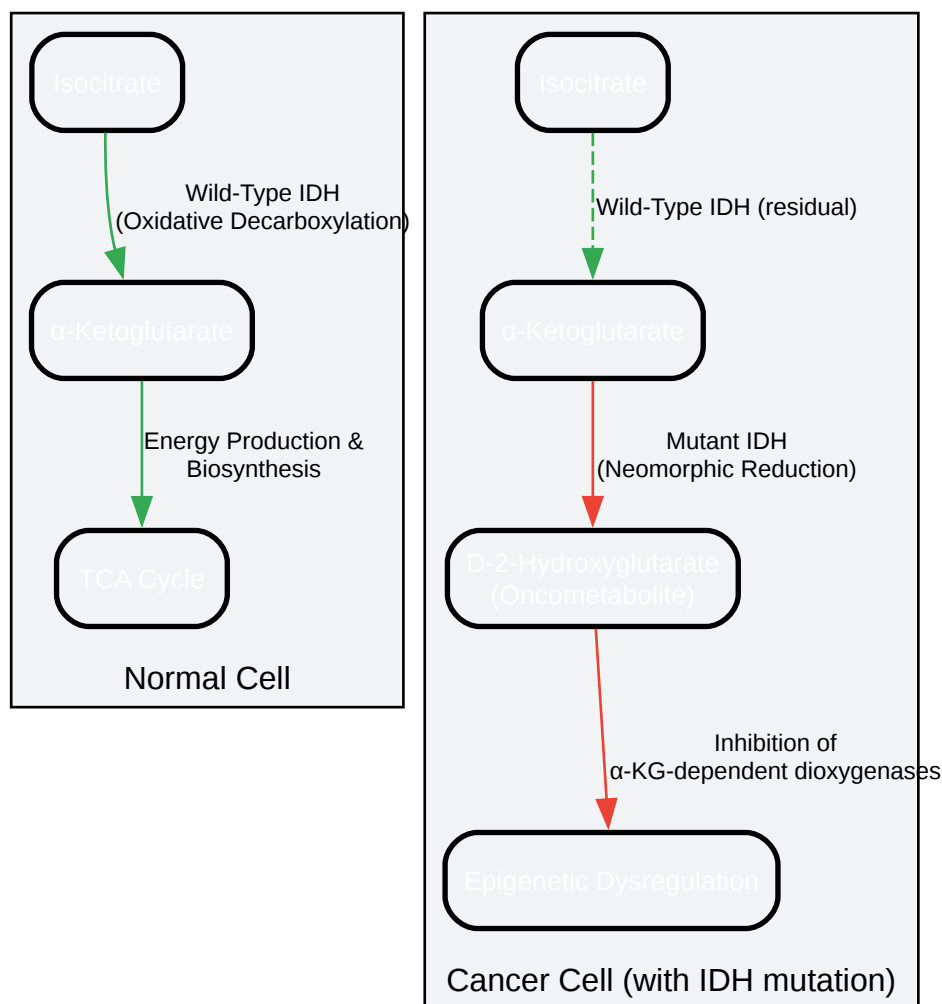 Isocitrate
Wild-Type IDH
(Oxidative Decarboxylation)
α-Ketoglutarate
Energy Production &
Biosynthesis
TCA Cycle
Normal Cell
Isocitrate
Wild-Type IDH (residual)
α-Ketoglutarate
Mutant IDH
(Neomorphic Reduction)
D-2-Hydroxyglutarate
(Oncometabolite)
Inhibition of
α-KG-dependent dioxygenases
Epigenetic Dysregulation
Cancer Cell (with IDH mutation)